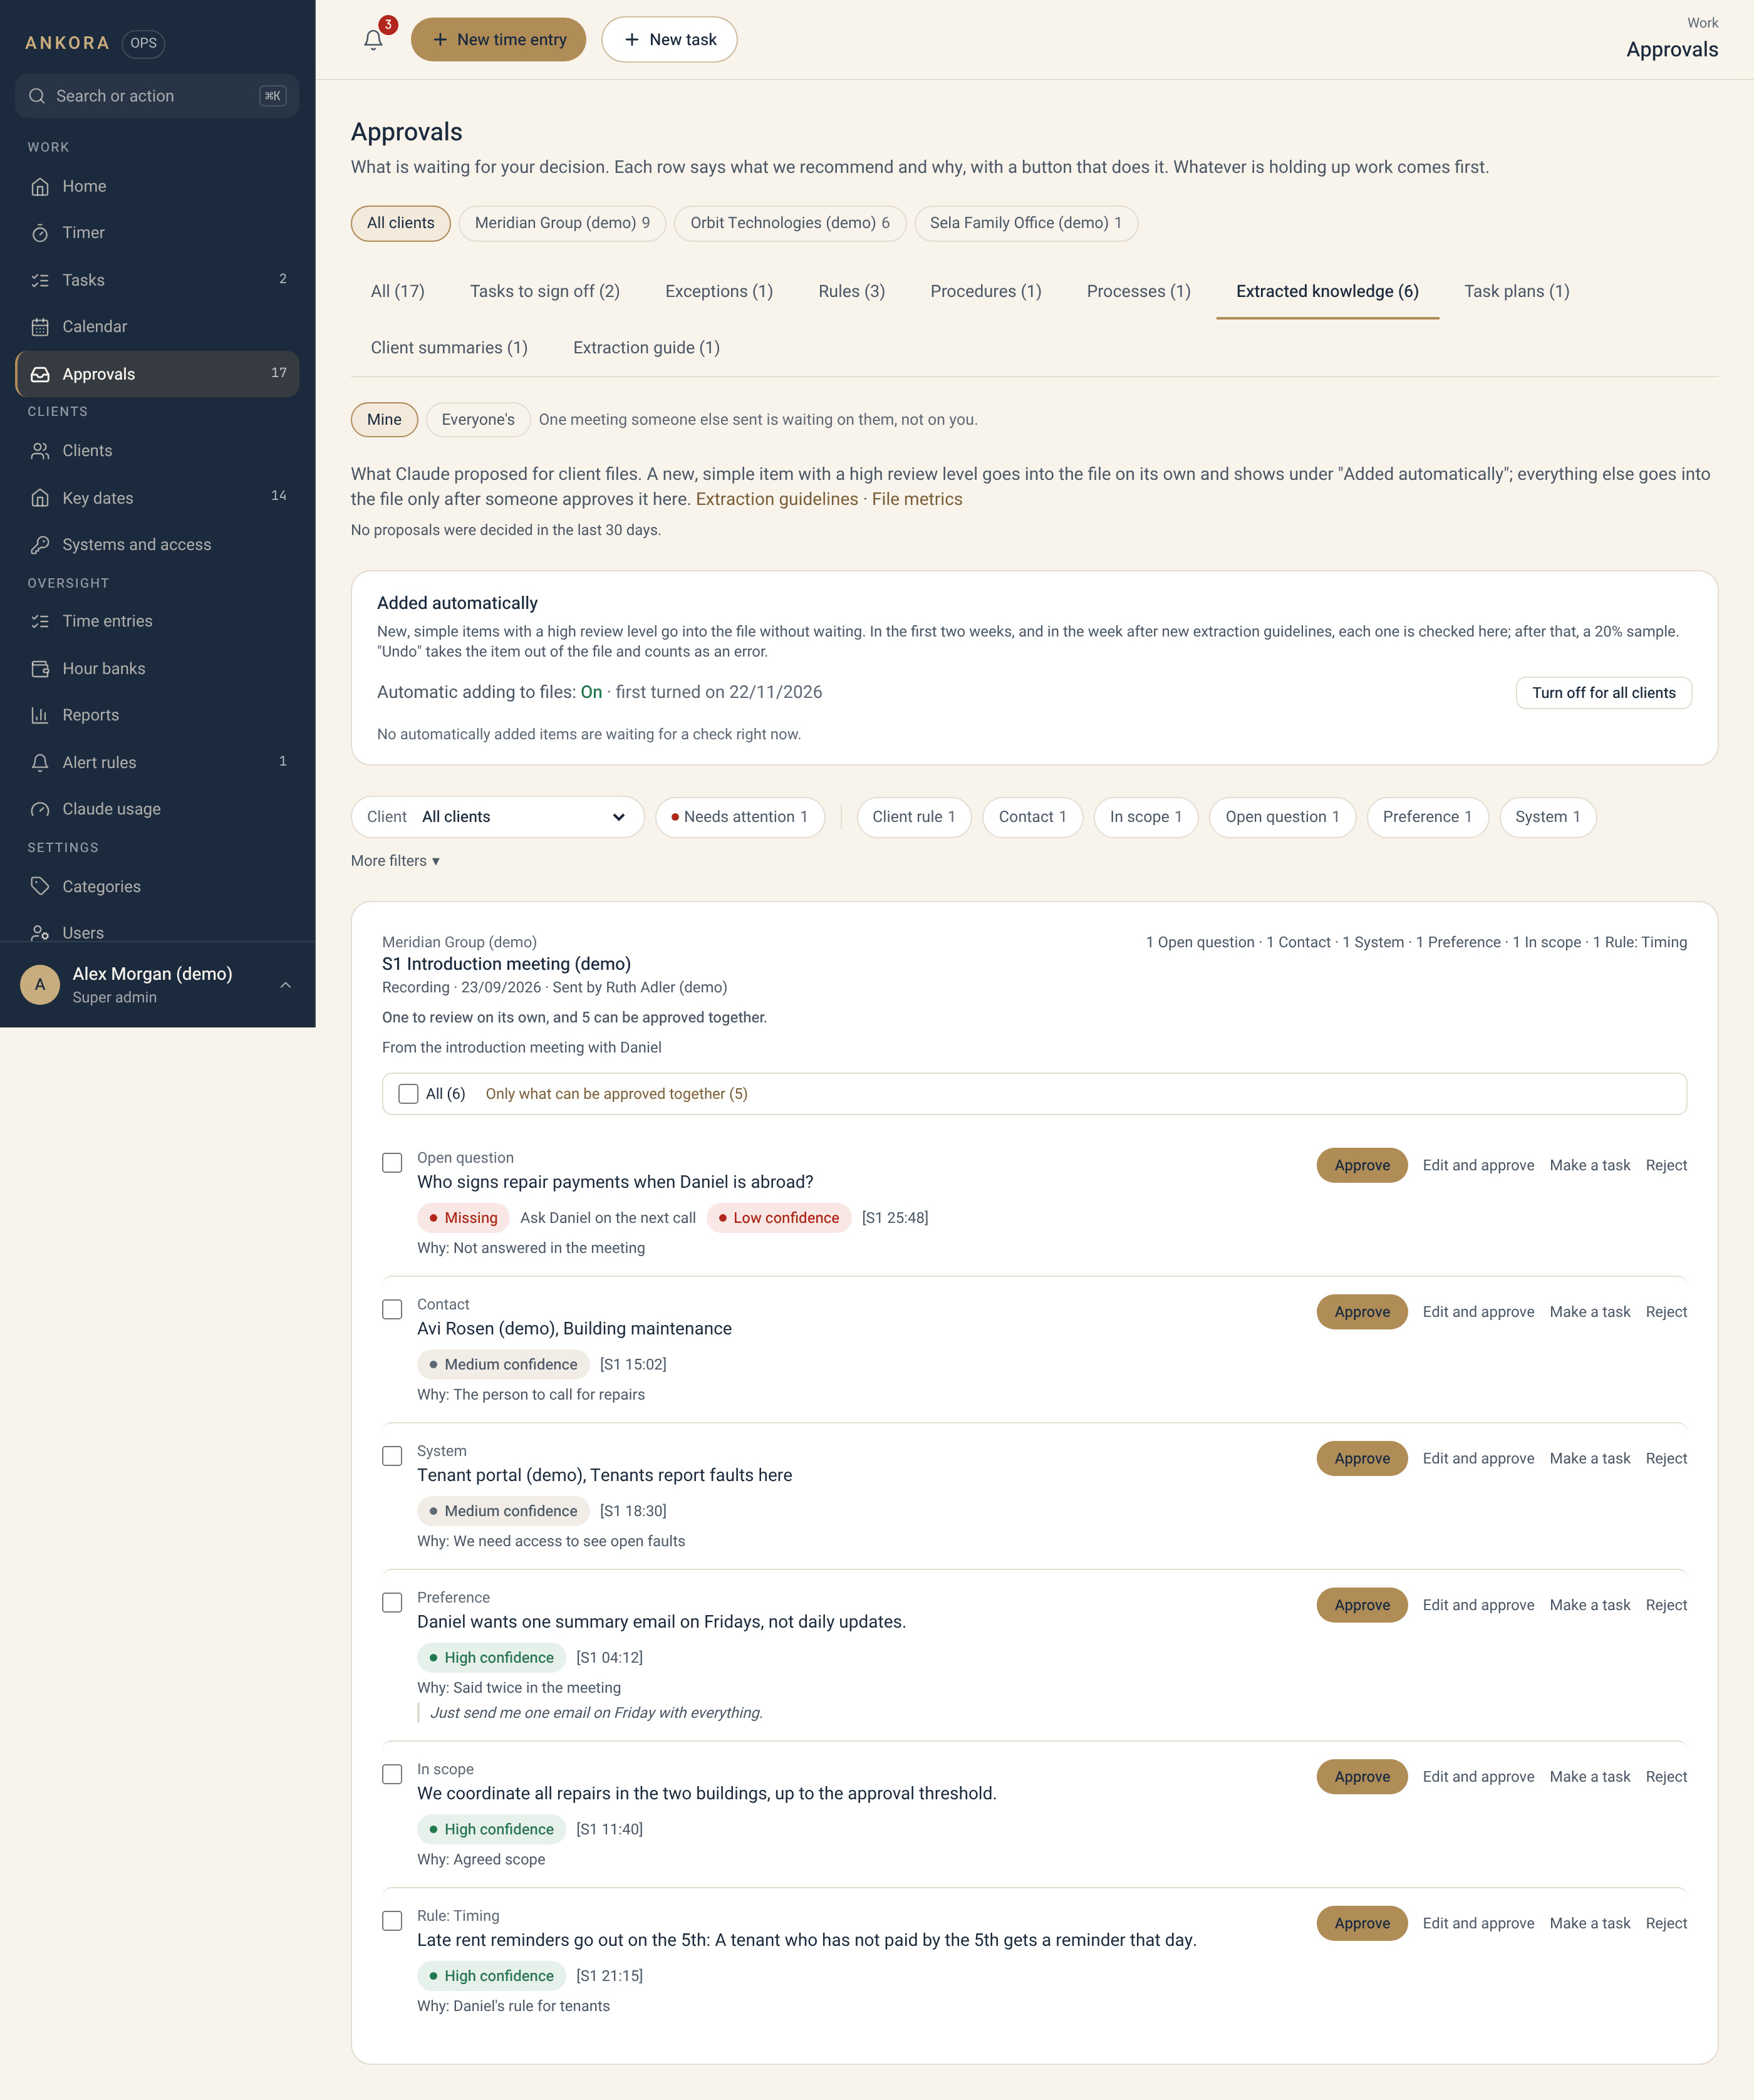 ANKORA OPS
Search or action ⌘K
WORK
Home
Timer
Tasks 2
Calendar
Approvals 17
CLIENTS
Clients
Key dates 14
Systems and access
OVERSIGHT
Time entries
Hour banks
Reports
Alert rules 1
Claude usage
SETTINGS
Categories
Users
A
Alex Morgan (demo)
Super admin
3
+ New time entry
+ New task
Work
Approvals
Approvals
What is waiting for your decision. Each row says what we recommend and why, with a button that does it. Whatever is holding up work comes first.
All clients Meridian Group (demo) 9 Orbit Technologies (demo) 6 Sela Family Office (demo) 1
All (17) Tasks to sign off (2) Exceptions (1) Rules (3) Procedures (1) Processes (1) Extracted knowledge (6) Task plans (1)
Client summaries (1) Extraction guide (1)
Mine Everyone's One meeting someone else sent is waiting on them, not on you.
What Claude proposed for client files. A new, simple item with a high review level goes into the file on its own and shows under "Added automatically"; everything else goes into
the file only after someone approves it here. Extraction guidelines · File metrics
No proposals were decided in the last 30 days.
Added automatically
New, simple items with a high review level go into the file without waiting. In the first two weeks, and in the week after new extraction guidelines, each one is checked here; after that, a 20% sample.
"Undo" takes the item out of the file and counts as an error.
Automatic adding to files: On · first turned on 22/11/2026 Turn off for all clients
No automatically added items are waiting for a check right now.
Client All clients Needs attention 1 Client rule 1 Contact 1 In scope 1 Open question 1 Preference 1 System 1
More filters ▾
Meridian Group (demo) 1 Open question · 1 Contact · 1 System · 1 Preference · 1 In scope · 1 Rule: Timing
S1 Introduction meeting (demo)
Recording · 23/09/2026 · Sent by Ruth Adler (demo)
One to review on its own, and 5 can be approved together.
From the introduction meeting with Daniel
All (6) Only what can be approved together (5)
Open question
Who signs repair payments when Daniel is abroad?
Approve Edit and approve Make a task Reject
Missing Ask Daniel on the next call Low confidence [S1 25:48]
Why: Not answered in the meeting
Contact
Avi Rosen (demo), Building maintenance
Approve Edit and approve Make a task Reject
Medium confidence [S1 15:02]
Why: The person to call for repairs
System
Tenant portal (demo), Tenants report faults here
Approve Edit and approve Make a task Reject
Medium confidence [S1 18:30]
Why: We need access to see open faults
Preference
Daniel wants one summary email on Fridays, not daily updates.
Approve Edit and approve Make a task Reject
High confidence [S1 04:12]
Why: Said twice in the meeting
Just send me one email on Friday with everything.
In scope
We coordinate all repairs in the two buildings, up to the approval threshold.
Approve Edit and approve Make a task Reject
High confidence [S1 11:40]
Why: Agreed scope
Rule: Timing
Late rent reminders go out on the 5th: A tenant who has not paid by the 5th gets a reminder that day.
Approve Edit and approve Make a task Reject
High confidence [S1 21:15]
Why: Daniel's rule for tenants